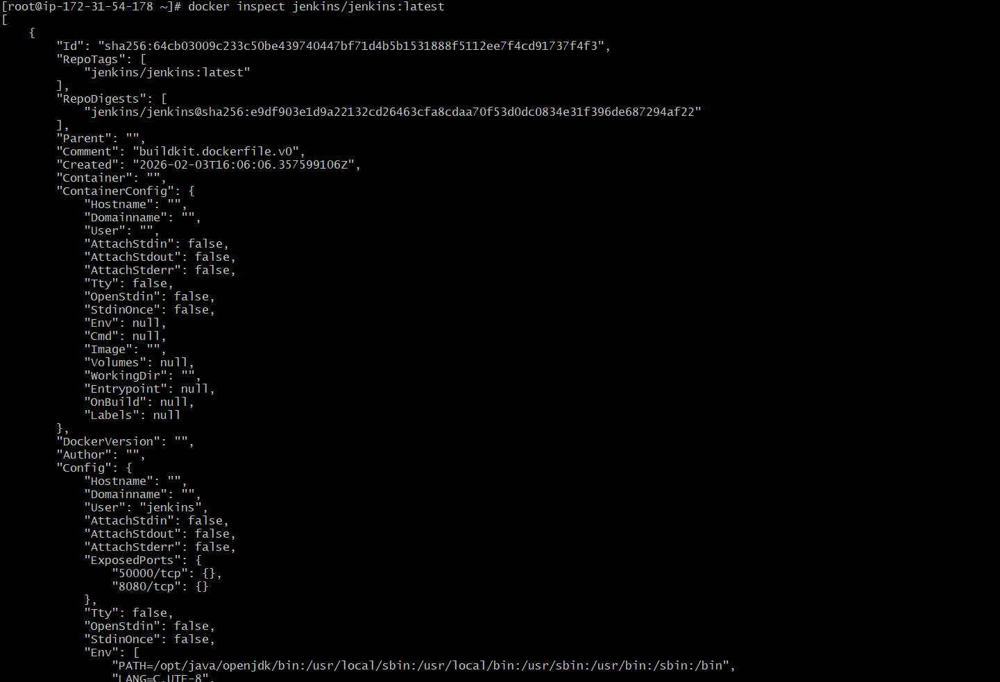 [root@ip-172-31-54-178 ~]# docker inspect jenkins/jenkins:latest
[
    {
        "Id": "sha256:64cb03009c233c50be439740447bf71d4b5b1531888f5112ee7f4cd91737f4f3",
        "RepoTags": [
            "jenkins/jenkins:latest"
        ],
        "RepoDigests": [
            "jenkins/jenkins@sha256:e9df903e1d9a22132cd26463cfa8cdaa70f53d0dc0834e31f396de687294af22"
        ],
        "Parent": "",
        "Comment": "buildkit.dockerfile.v0",
        "Created": "2026-02-03T16:06:06.357599106Z",
        "Container": "",
        "ContainerConfig": {
            "Hostname": "",
            "Domainname": "",
            "User": "",
            "AttachStdin": false,
            "AttachStdout": false,
            "AttachStderr": false,
            "Tty": false,
            "OpenStdin": false,
            "StdinOnce": false,
            "Env": null,
            "Cmd": null,
            "Image": "",
            "Volumes": null,
            "WorkingDir": "",
            "Entrypoint": null,
            "OnBuild": null,
            "Labels": null
        },
        "DockerVersion": "",
        "Author": "",
        "Config": {
            "Hostname": "",
            "Domainname": "",
            "User": "jenkins",
            "AttachStdin": false,
            "AttachStdout": false,
            "AttachStderr": false,
            "ExposedPorts": {
                "50000/tcp": {},
                "8080/tcp": {}
            },
            "Tty": false,
            "OpenStdin": false,
            "StdinOnce": false,
            "Env": [
                "PATH=/opt/java/openjdk/bin:/usr/local/sbin:/usr/local/bin:/usr/sbin:/usr/bin:/sbin:/bin",
                "LANG=C.UTF-8",